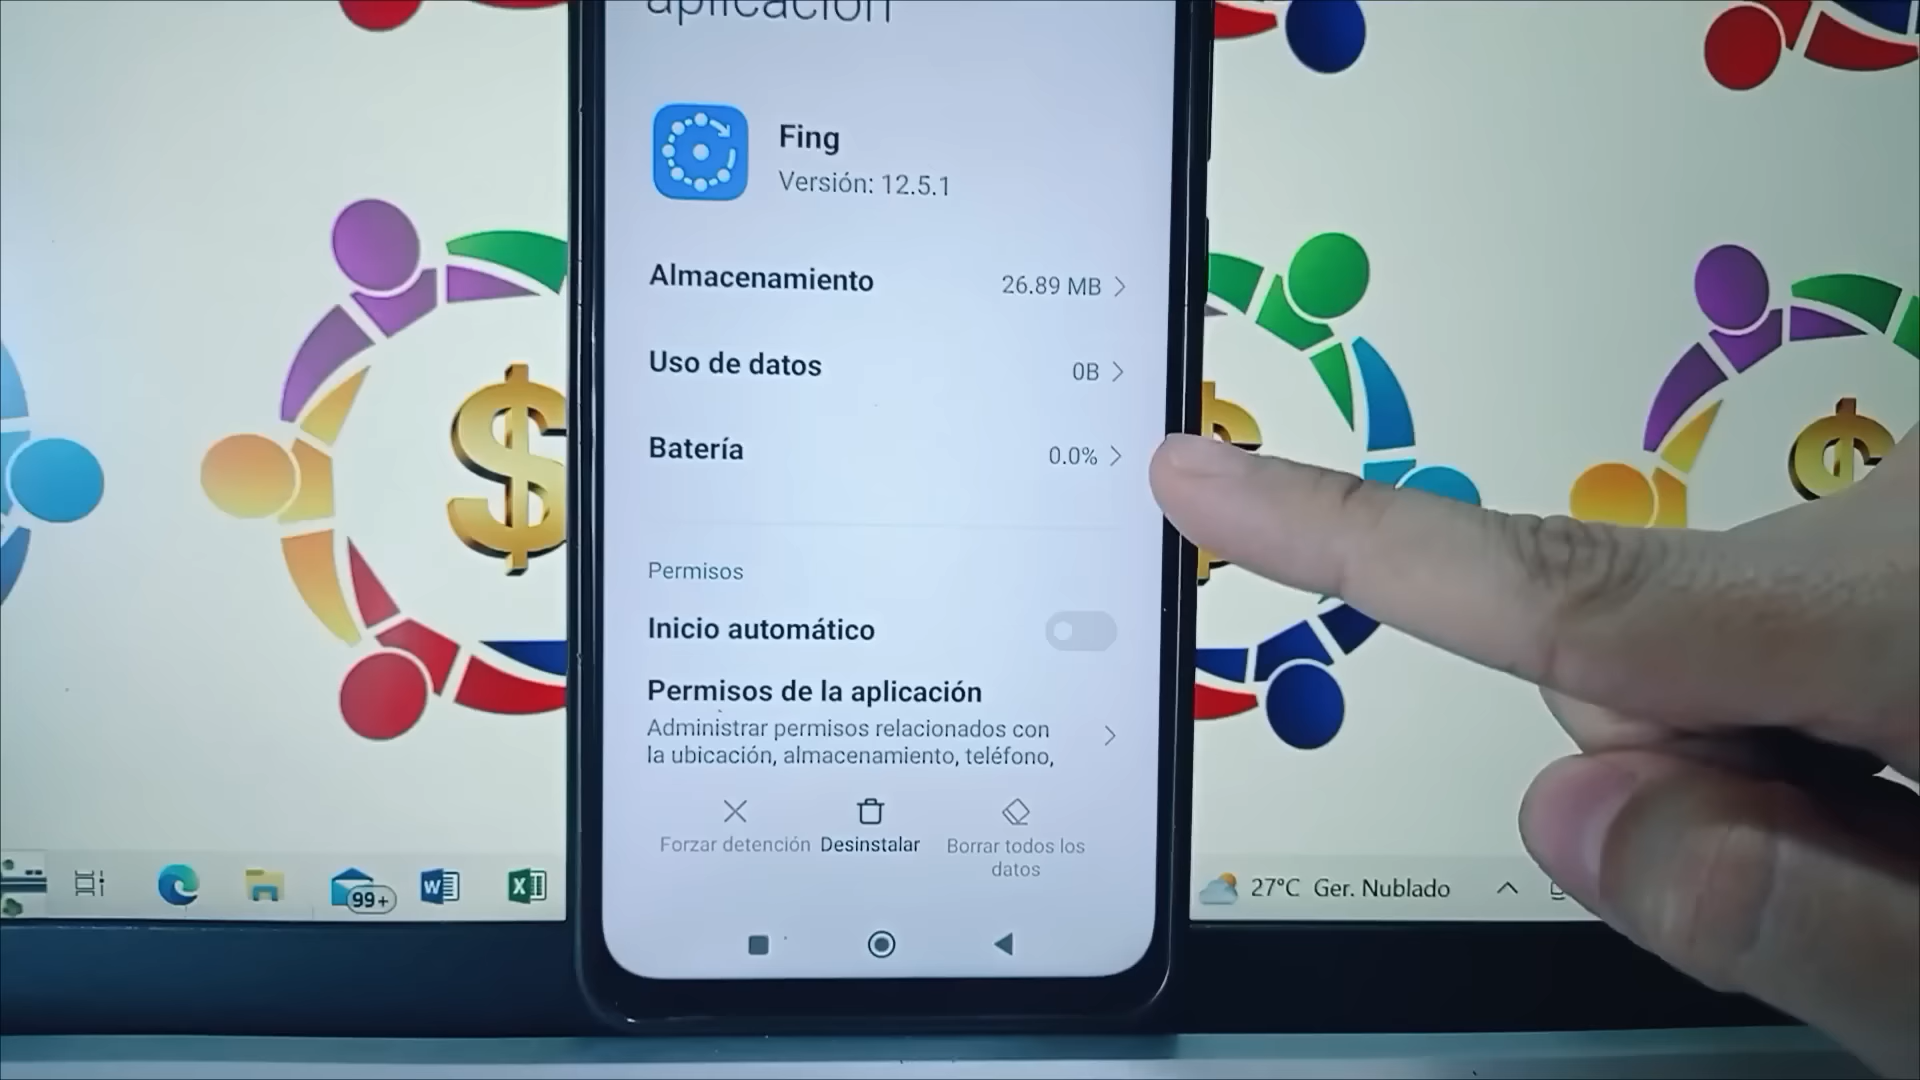 aplicación
Fing
Versión: 12.5.1
Almacenamiento 26.89 MB
Uso de datos 0B
Batería 0.0%
Permisos
Inicio automático
Permisos de la aplicación
Administrar permisos relacionados con
la ubicación, almacenamiento, teléfono,
Forzar detención Desinstalar Borrar todos los
datos
99+
W
X
27°C Ger. Nublado
$
$
$